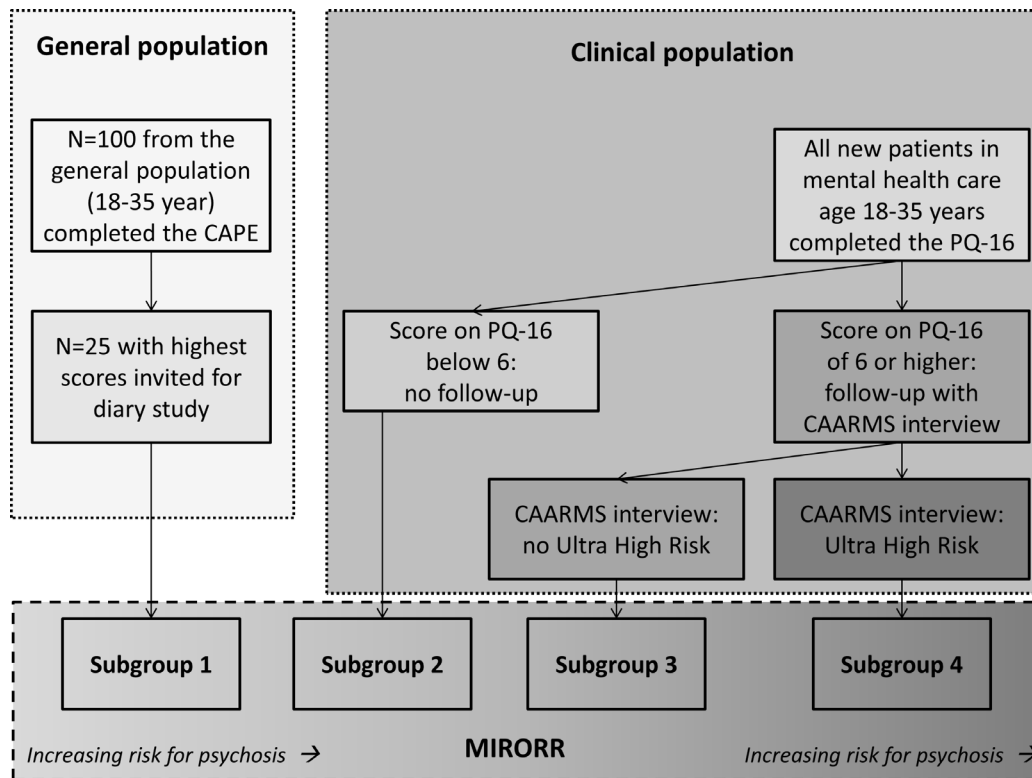 General population
N=100 from the
general population
(18-35 year)
completed the CAPE
N=25 with highest
scores invited for
diary study
Clinical population
All new patients in
mental health care
age 18-35 years
completed the PQ-16
Score on PQ-16
below 6:
no follow-up
Score on PQ-16
of 6 or higher:
follow-up with
CAARMS interview
CAARMS interview:
no Ultra High Risk
CAARMS interview:
Ultra High Risk
Subgroup 1
Subgroup 2
Subgroup 3
Subgroup 4
Increasing risk for psychosis →
MIRORR
Increasing risk for psychosis →